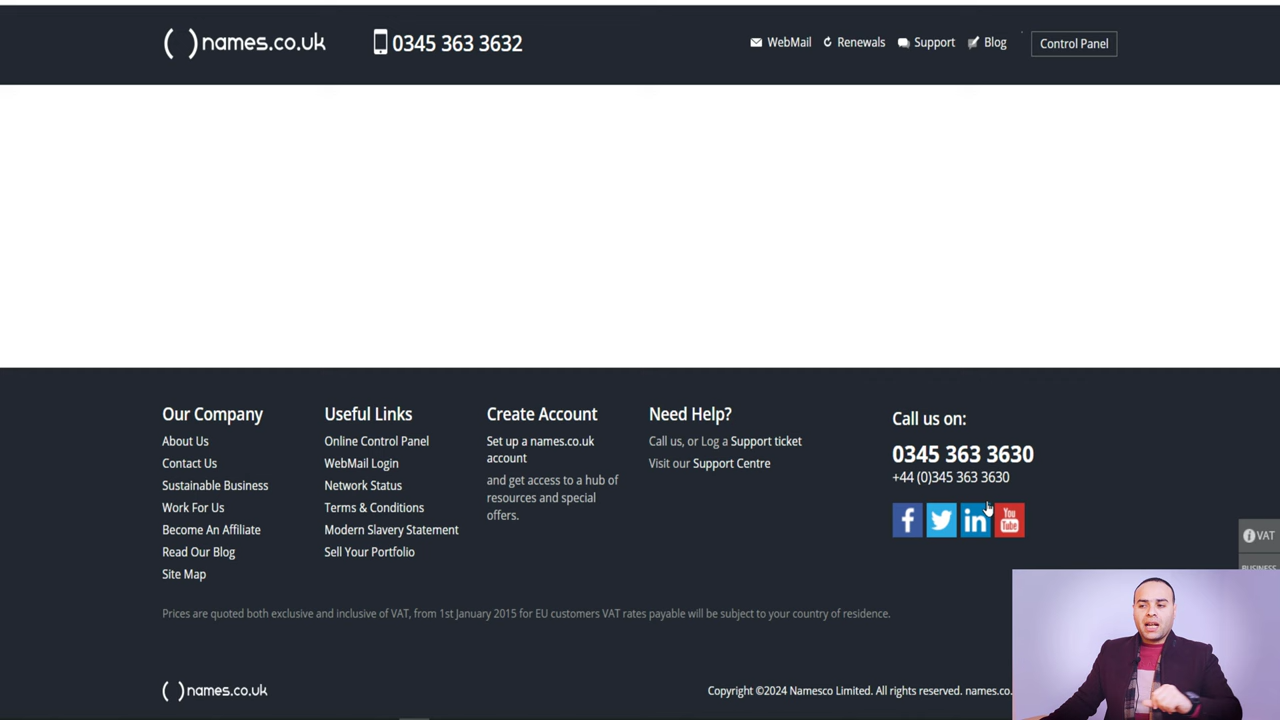 names.co.uk
0345 363 3632
WebMail Renewals Support Blog Control Panel
Our Company
About Us
Contact Us
Sustainable Business
Work For Us
Become An Affiliate
Read Our Blog
Site Map
Useful Links
Online Control Panel
WebMail Login
Network Status
Terms & Conditions
Modern Slavery Statement
Sell Your Portfolio
Create Account
Set up a names.co.uk
account
and get access to a hub of
resources and special
offers.
Need Help?
Call us, or Log a Support ticket
Visit our Support Centre
Call us on:
0345 363 3630
+44 (0)345 363 3630
f in You Tube
VAT
BUSINESS
Prices are quoted both exclusive and inclusive of VAT, from 1st January 2015 for EU customers VAT rates payable will be subject to your country of residence.
names.co.uk
Copyright ©2024 Namesco Limited. All rights reserved. names.co.